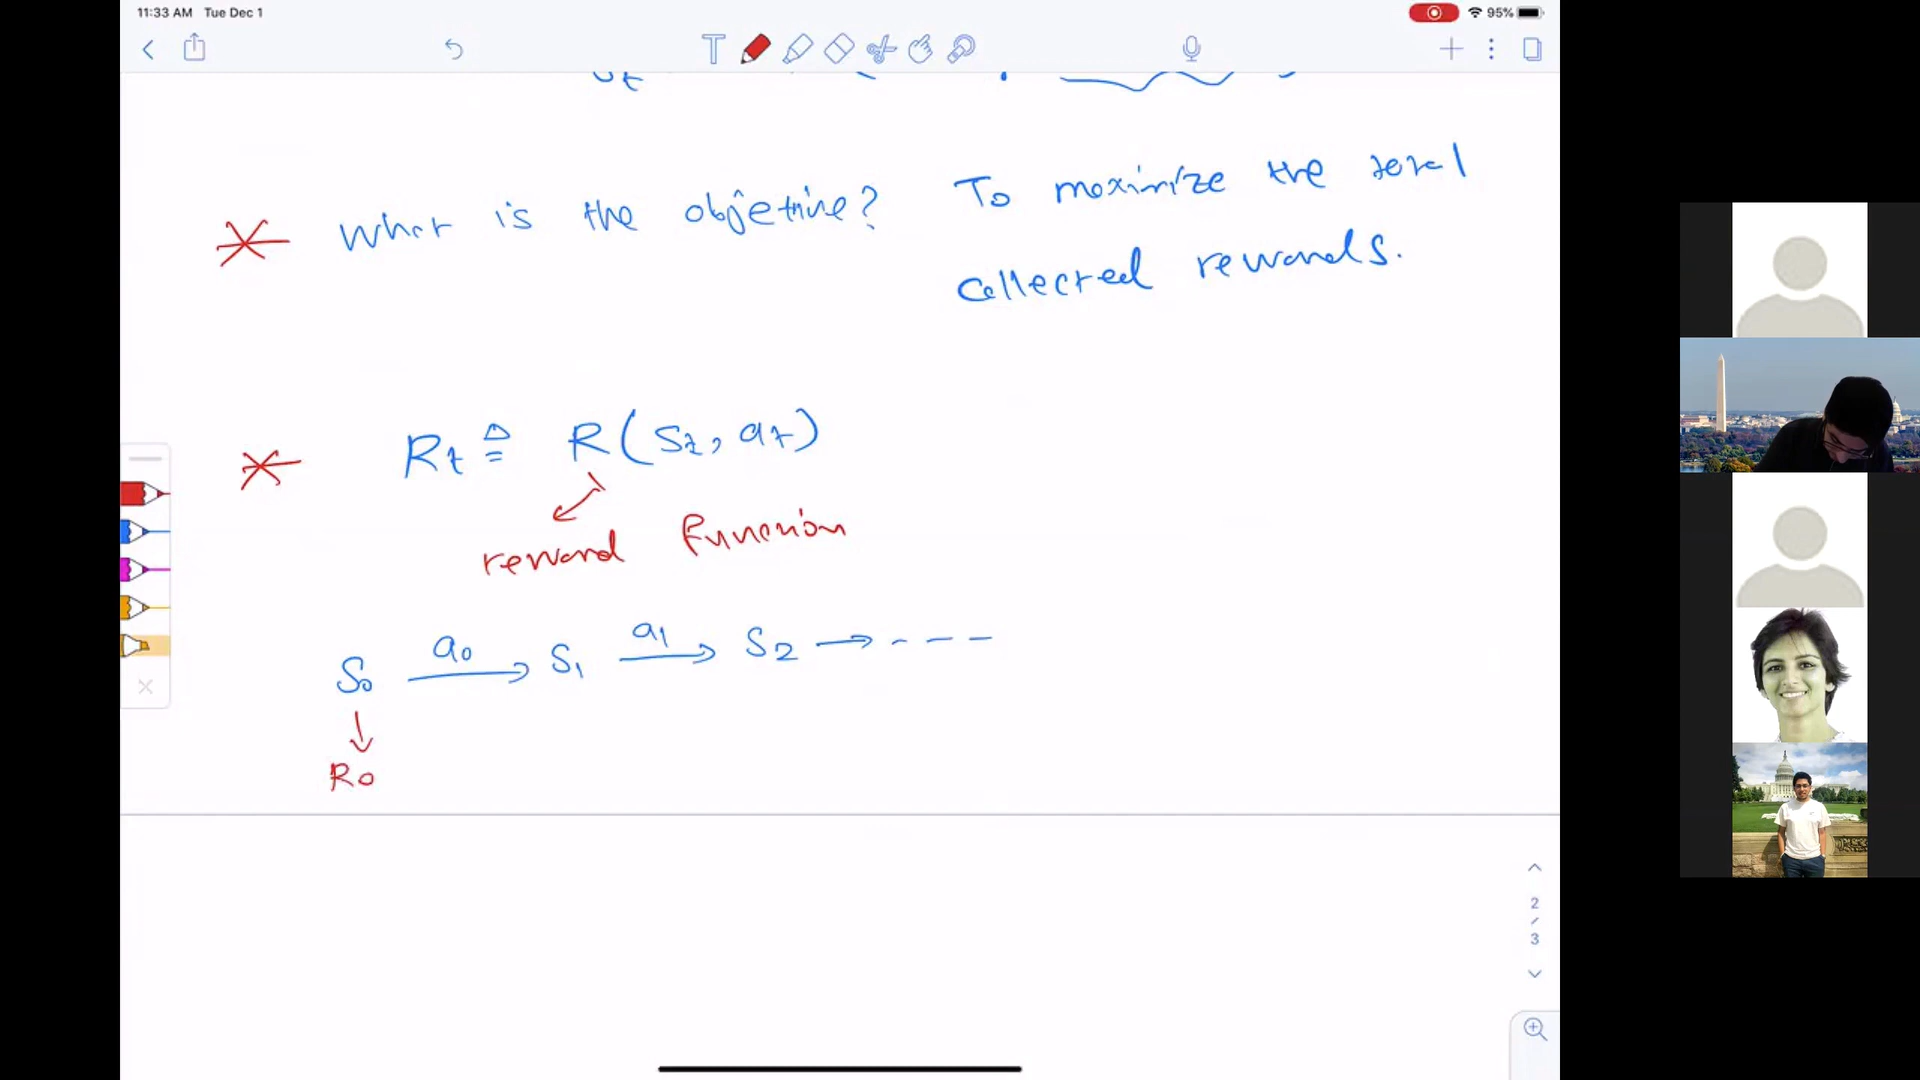 11:33 AM Tue Dec 1
95%
* What is the objetive? To maximize the total
collected rewards.
* Rt ≜ R(St, at)
reward function
S0 →a0 S1 →a1 S2 → - - -
↓
R0
2
/
3